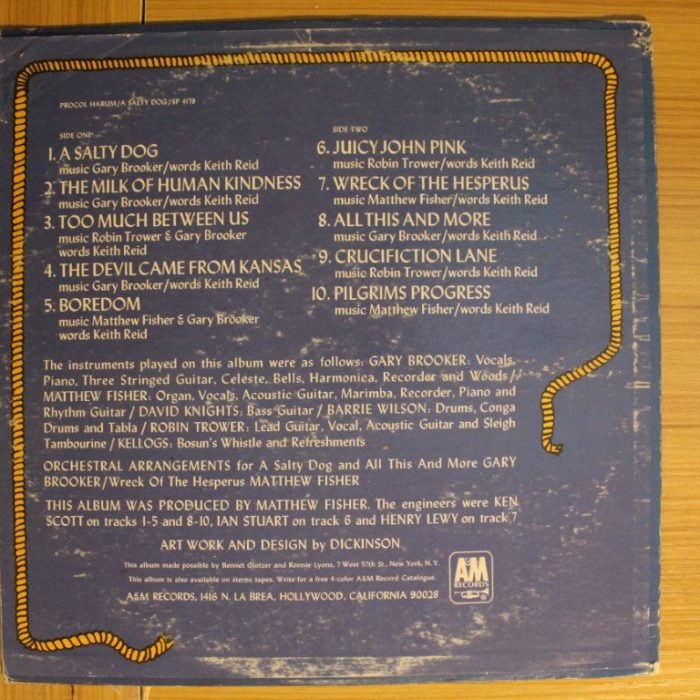 PROCOL HARUM/A SALTY DOG/SP 4179
SIDE ONE
1. A SALTY DOG
music Gary Brooker/words Keith Reid
2. THE MILK OF HUMAN KINDNESS
music Gary Brooker/words Keith Reid
3. TOO MUCH BETWEEN US
music Robin Trower & Gary Brooker
words Keith Reid
4. THE DEVIL CAME FROM KANSAS
music Gary Brooker/words Keith Reid
5. BOREDOM
music Matthew Fisher & Gary Brooker
words Keith Reid
SIDE TWO
6. JUICY JOHN PINK
music Robin Trower/words Keith Reid
7. WRECK OF THE HESPERUS
music Matthew Fisher/words Keith Reid
8. ALL THIS AND MORE
music Gary Brooker/words Keith Reid
9. CRUCIFICTION LANE
music Robin Trower/words Keith Reid
10. PILGRIMS PROGRESS
music Matthew Fisher/words Keith Reid
The instruments played on this album were as follows: GARY BROOKER: Vocals,
Piano, Three Stringed Guitar, Celeste, Bells, Harmonica, Recorder and Woods/
MATTHEW FISHER: Organ, Vocals, Acoustic Guitar, Marimba, Recorder, Piano and
Rhythm Guitar/DAVID KNIGHTS: Bass Guitar/BARRIE WILSON: Drums, Conga
Drums and Tabla/ROBIN TROWER: Lead Guitar, Vocal, Acoustic Guitar and Sleigh
Tambourine/KELLOGS: Bosun's Whistle and Refreshments
ORCHESTRAL ARRANGEMENTS for A Salty Dog and All This And More GARY
BROOKER/Wreck Of The Hesperus MATTHEW FISHER
THIS ALBUM WAS PRODUCED BY MATTHEW FISHER. The engineers were KEN
SCOTT on tracks 1-5 and 8-10, IAN STUART on track 6 and HENRY LEWY on track 7
ART WORK AND DESIGN by DICKINSON
This album made possible by Bennet Glotzer and Ronnie Lyons, 7 West 57th St., New York, N.Y.
This album is also available on stereo tapes. Write for a free 4-color A&M Record Catalogue.
A&M RECORDS, 1416 N. LA BREA, HOLLYWOOD, CALIFORNIA 90028
A&M
RECORDS